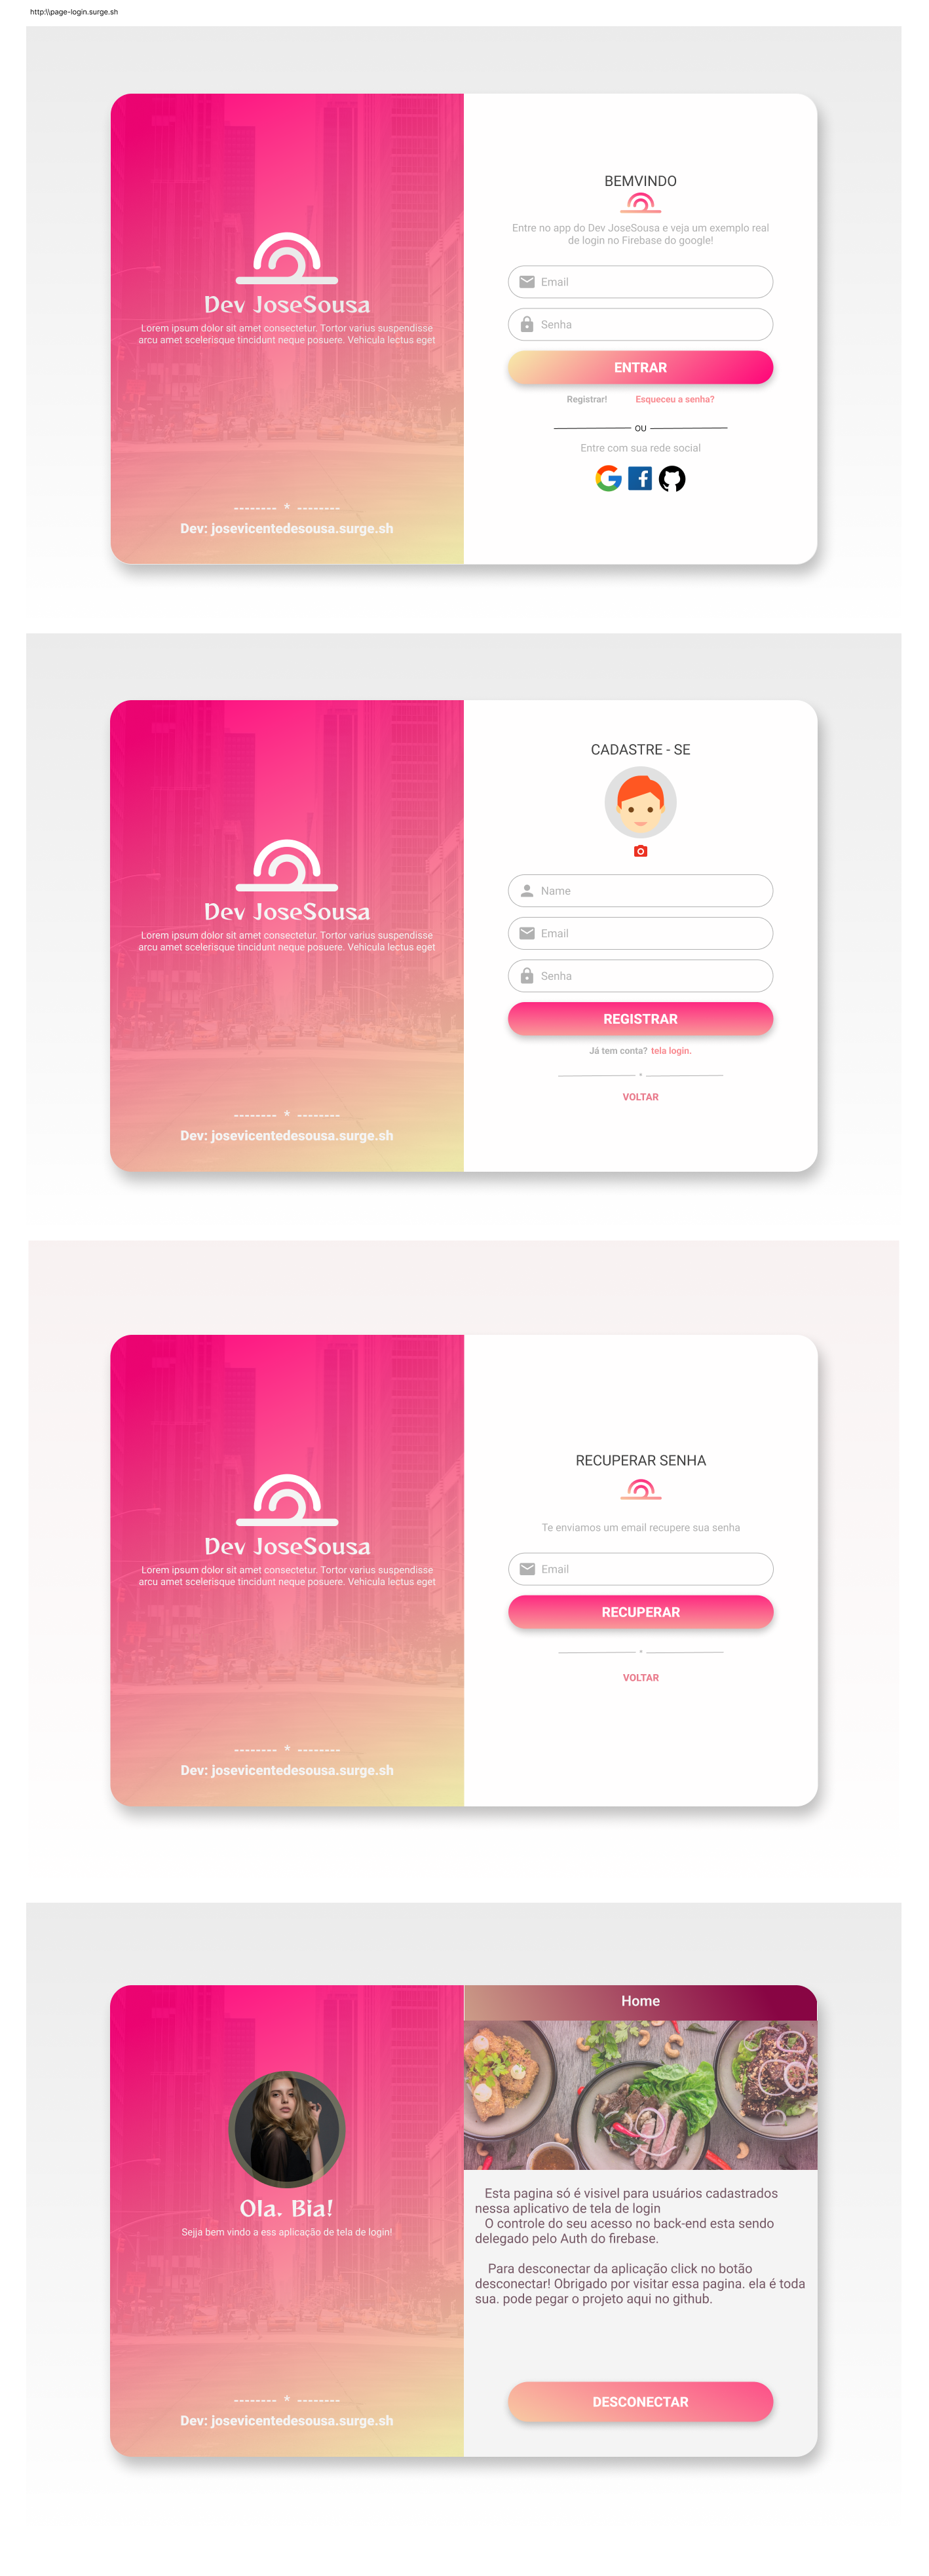 http:\\page-login.surge.sh
Dev JoseSousa
Lorem ipsum dolor sit amet consectetur. Tortor varius suspendisse
arcu amet scelerisque tincidunt neque posuere. Vehicula lectus eget
-------- * --------
Dev: josevicentedesousa.surge.sh
BEMVINDO
Entre no app do Dev JoseSousa e veja um exemplo real
de login no Firebase do google!
Email
Senha
ENTRAR
Registrar! Esqueceu a senha?
OU
Entre com sua rede social
Dev JoseSousa
Lorem ipsum dolor sit amet consectetur. Tortor varius suspendisse
arcu amet scelerisque tincidunt neque posuere. Vehicula lectus eget
-------- * --------
Dev: josevicentedesousa.surge.sh
CADASTRE - SE
Name
Email
Senha
REGISTRAR
Já tem conta? tela login.
*
VOLTAR
Dev JoseSousa
Lorem ipsum dolor sit amet consectetur. Tortor varius suspendisse
arcu amet scelerisque tincidunt neque posuere. Vehicula lectus eget
-------- * --------
Dev: josevicentedesousa.surge.sh
RECUPERAR SENHA
Te enviamos um email recupere sua senha
Email
RECUPERAR
*
VOLTAR
Ola, Bia!
Sejja bem vindo a ess aplicação de tela de login!
-------- * --------
Dev: josevicentedesousa.surge.sh
Home
Esta pagina só é visivel para usuários cadastrados
nessa aplicativo de tela de login
O controle do seu acesso no back-end esta sendo
delegado pelo Auth do firebase.
Para desconectar da aplicação click no botão
desconectar! Obrigado por visitar essa pagina. ela é toda
sua. pode pegar o projeto aqui no github.
DESCONECTAR